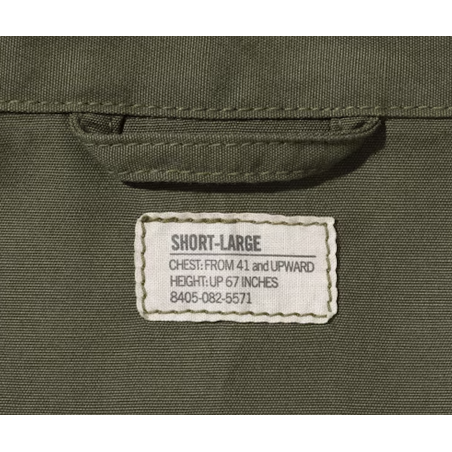 SHORT-LARGE
CHEST: FROM 41 and UPWARD
HEIGHT: UP 67 INCHES
8405-082-5571